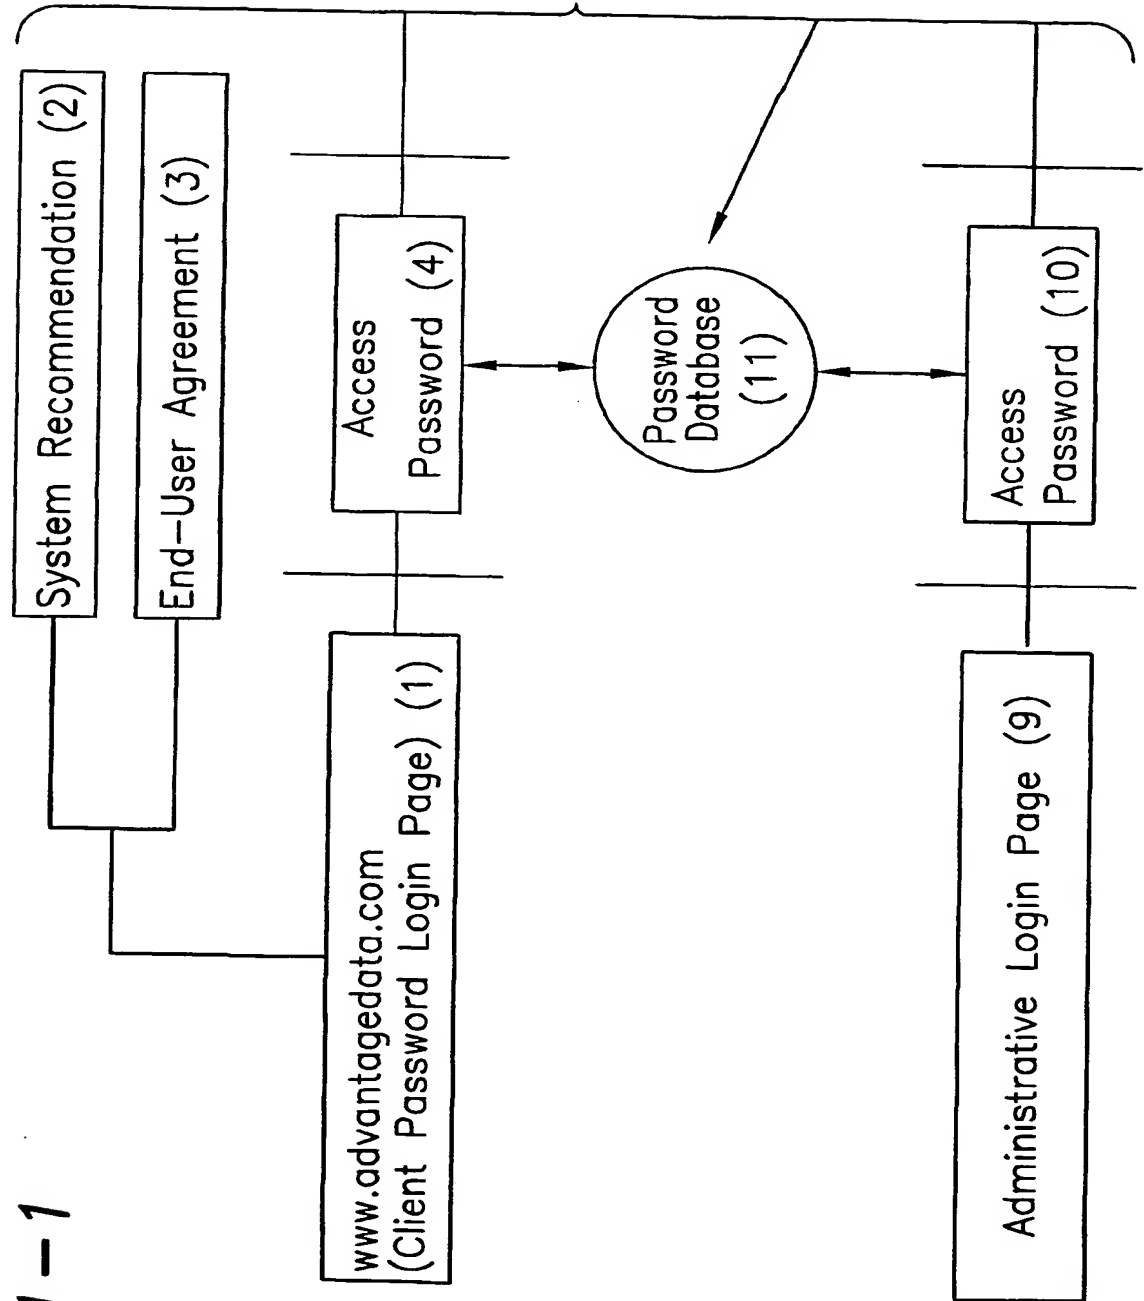 System Recommendation (2)
End-User Agreement (3)
www.advantagedata.com
(Client Password Login Page) (1)
Access
Password (4)
Password
Database
(11)
Administrative Login Page (9)
Access
Password (10)
-1